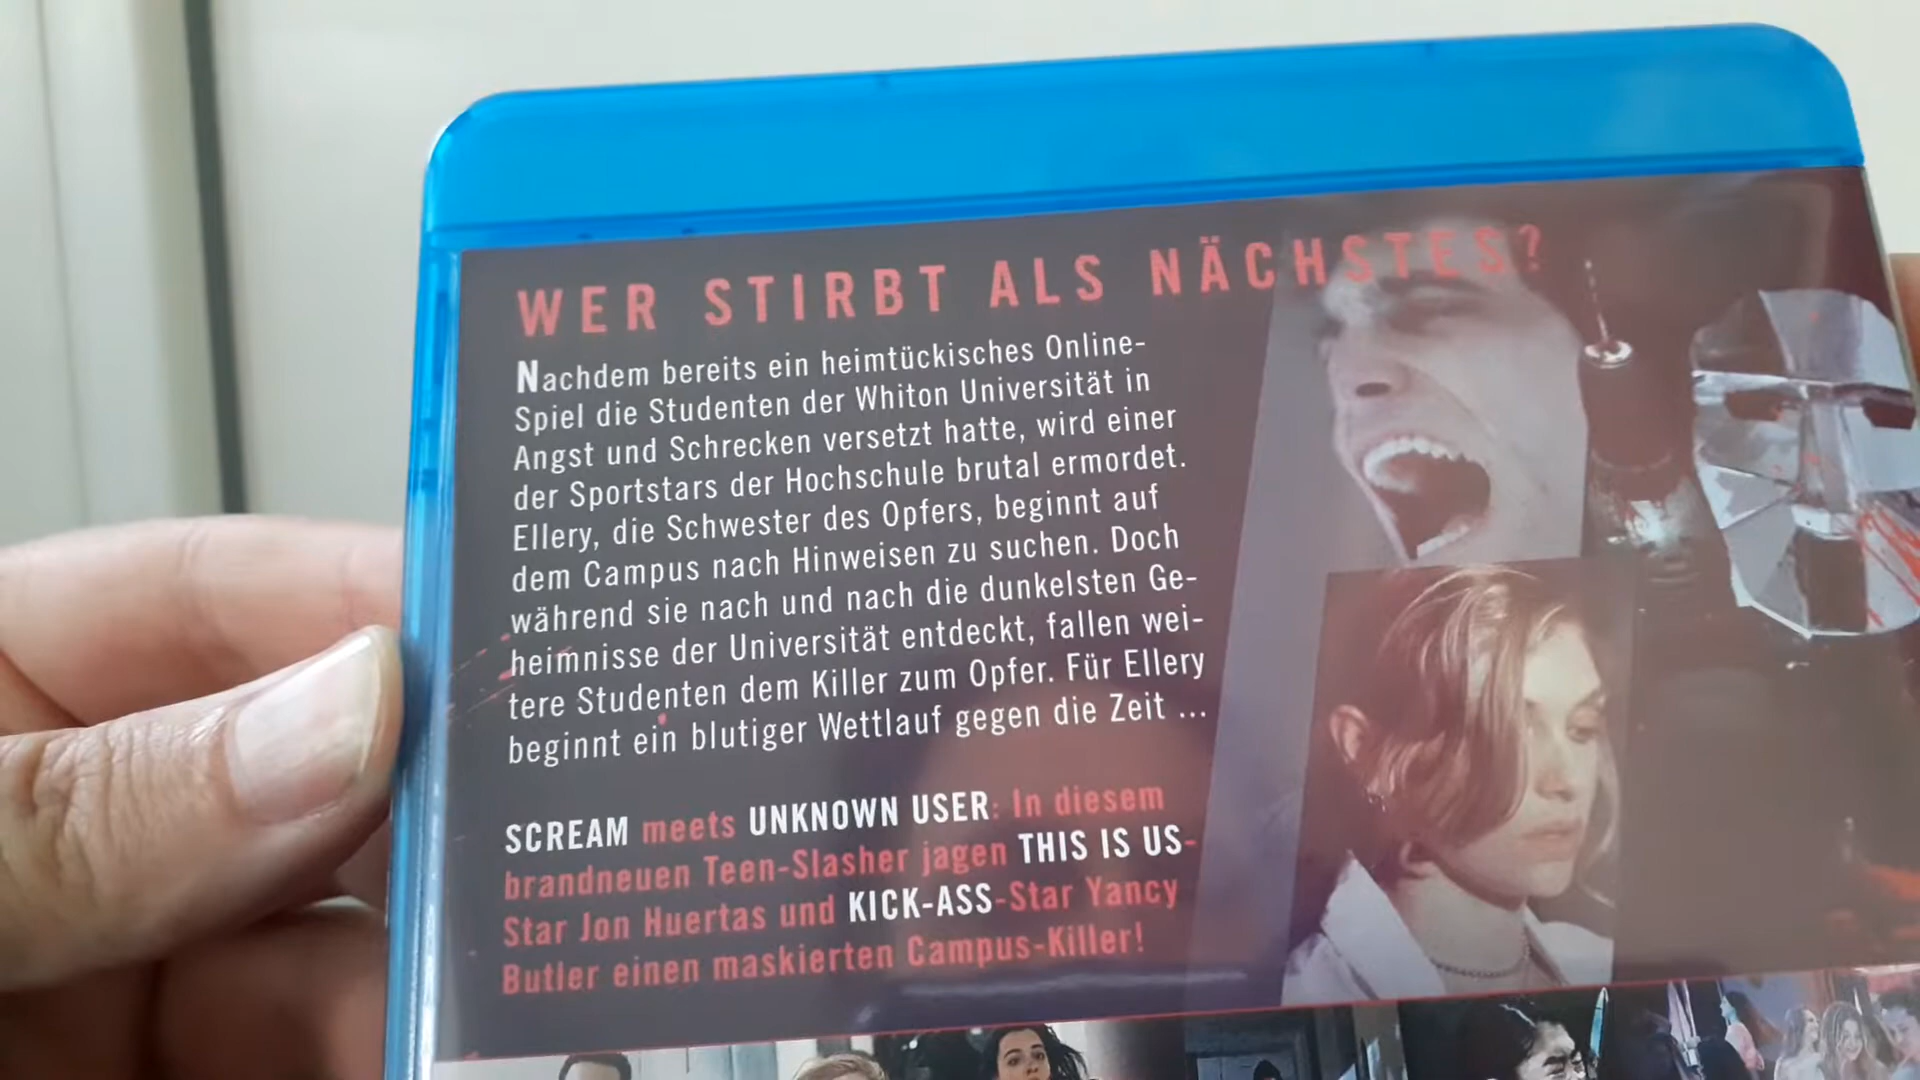 WER STIRBT ALS NÄCHSTES?
Nachdem bereits ein heimtückisches Online-
Spiel die Studenten der Whiton Universität in
Angst und Schrecken versetzt hatte, wird einer
der Sportstars der Hochschule brutal ermordet.
Ellery, die Schwester des Opfers, beginnt auf
dem Campus nach Hinweisen zu suchen. Doch
während sie nach und nach die dunkelsten Ge-
heimnisse der Universität entdeckt, fallen wei-
tere Studenten dem Killer zum Opfer. Für Ellery
beginnt ein blutiger Wettlauf gegen die Zeit ...
SCREAM meets UNKNOWN USER: In diesem
brandneuen Teen-Slasher jagen THIS IS US-
Star Jon Huertas und KICK-ASS-Star Yancy
Butler einen maskierten Campus-Killer!